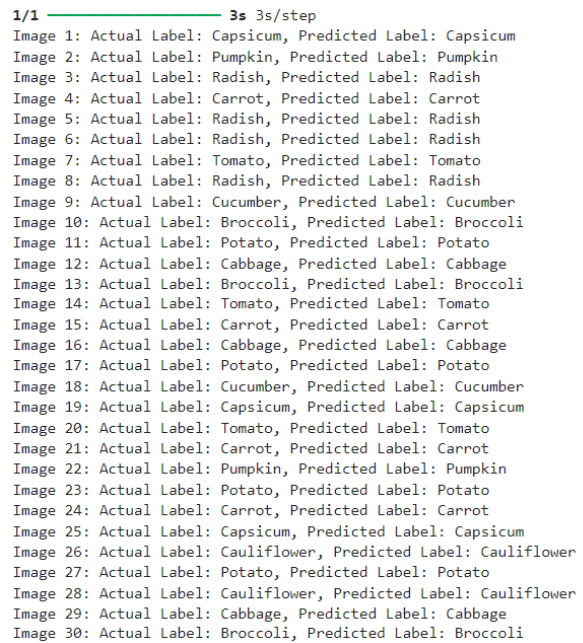 1/1 ━━━━━━━━━━━━━━━━━━━━ 3s 3s/step
Image 1: Actual Label: Capsicum, Predicted Label: Capsicum
Image 2: Actual Label: Pumpkin, Predicted Label: Pumpkin
Image 3: Actual Label: Radish, Predicted Label: Radish
Image 4: Actual Label: Carrot, Predicted Label: Carrot
Image 5: Actual Label: Radish, Predicted Label: Radish
Image 6: Actual Label: Radish, Predicted Label: Radish
Image 7: Actual Label: Tomato, Predicted Label: Tomato
Image 8: Actual Label: Radish, Predicted Label: Radish
Image 9: Actual Label: Cucumber, Predicted Label: Cucumber
Image 10: Actual Label: Broccoli, Predicted Label: Broccoli
Image 11: Actual Label: Potato, Predicted Label: Potato
Image 12: Actual Label: Cabbage, Predicted Label: Cabbage
Image 13: Actual Label: Broccoli, Predicted Label: Broccoli
Image 14: Actual Label: Tomato, Predicted Label: Tomato
Image 15: Actual Label: Carrot, Predicted Label: Carrot
Image 16: Actual Label: Cabbage, Predicted Label: Cabbage
Image 17: Actual Label: Potato, Predicted Label: Potato
Image 18: Actual Label: Cucumber, Predicted Label: Cucumber
Image 19: Actual Label: Capsicum, Predicted Label: Capsicum
Image 20: Actual Label: Tomato, Predicted Label: Tomato
Image 21: Actual Label: Carrot, Predicted Label: Carrot
Image 22: Actual Label: Pumpkin, Predicted Label: Pumpkin
Image 23: Actual Label: Potato, Predicted Label: Potato
Image 24: Actual Label: Carrot, Predicted Label: Carrot
Image 25: Actual Label: Capsicum, Predicted Label: Capsicum
Image 26: Actual Label: Cauliflower, Predicted Label: Cauliflower
Image 27: Actual Label: Potato, Predicted Label: Potato
Image 28: Actual Label: Cauliflower, Predicted Label: Cauliflower
Image 29: Actual Label: Cabbage, Predicted Label: Cabbage
Image 30: Actual Label: Broccoli, Predicted Label: Broccoli